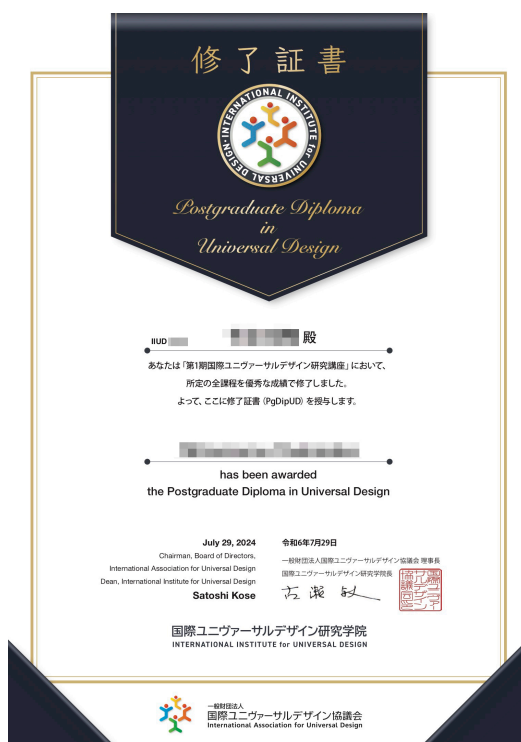 修了証書
INTERNATIONAL INSTITUTE for UNIVERSAL DESIGN
Postgraduate Diploma
in
Universal Design
IIUD
殿
あなたは「第1期国際ユニヴァーサルデザイン研究講座」において、
所定の全課程を優秀な成績で修了しました。
よって、ここに修了証書（PgDipUD）を授与します。
has been awarded
the Postgraduate Diploma in Universal Design
July 29, 2024
Chairman, Board of Directors,
International Association for Universal Design
Dean, International Institute for Universal Design
Satoshi Kose
令和6年7月29日
一般財団法人国際ユニヴァーサルデザイン協議会 理事長
国際ユニヴァーサルデザイン研究学院長
古瀬 敏
国際ユニヴァーサルデザイン研究学院
INTERNATIONAL INSTITUTE for UNIVERSAL DESIGN
一般財団法人
国際ユニヴァーサルデザイン協議会
International Association for Universal Design